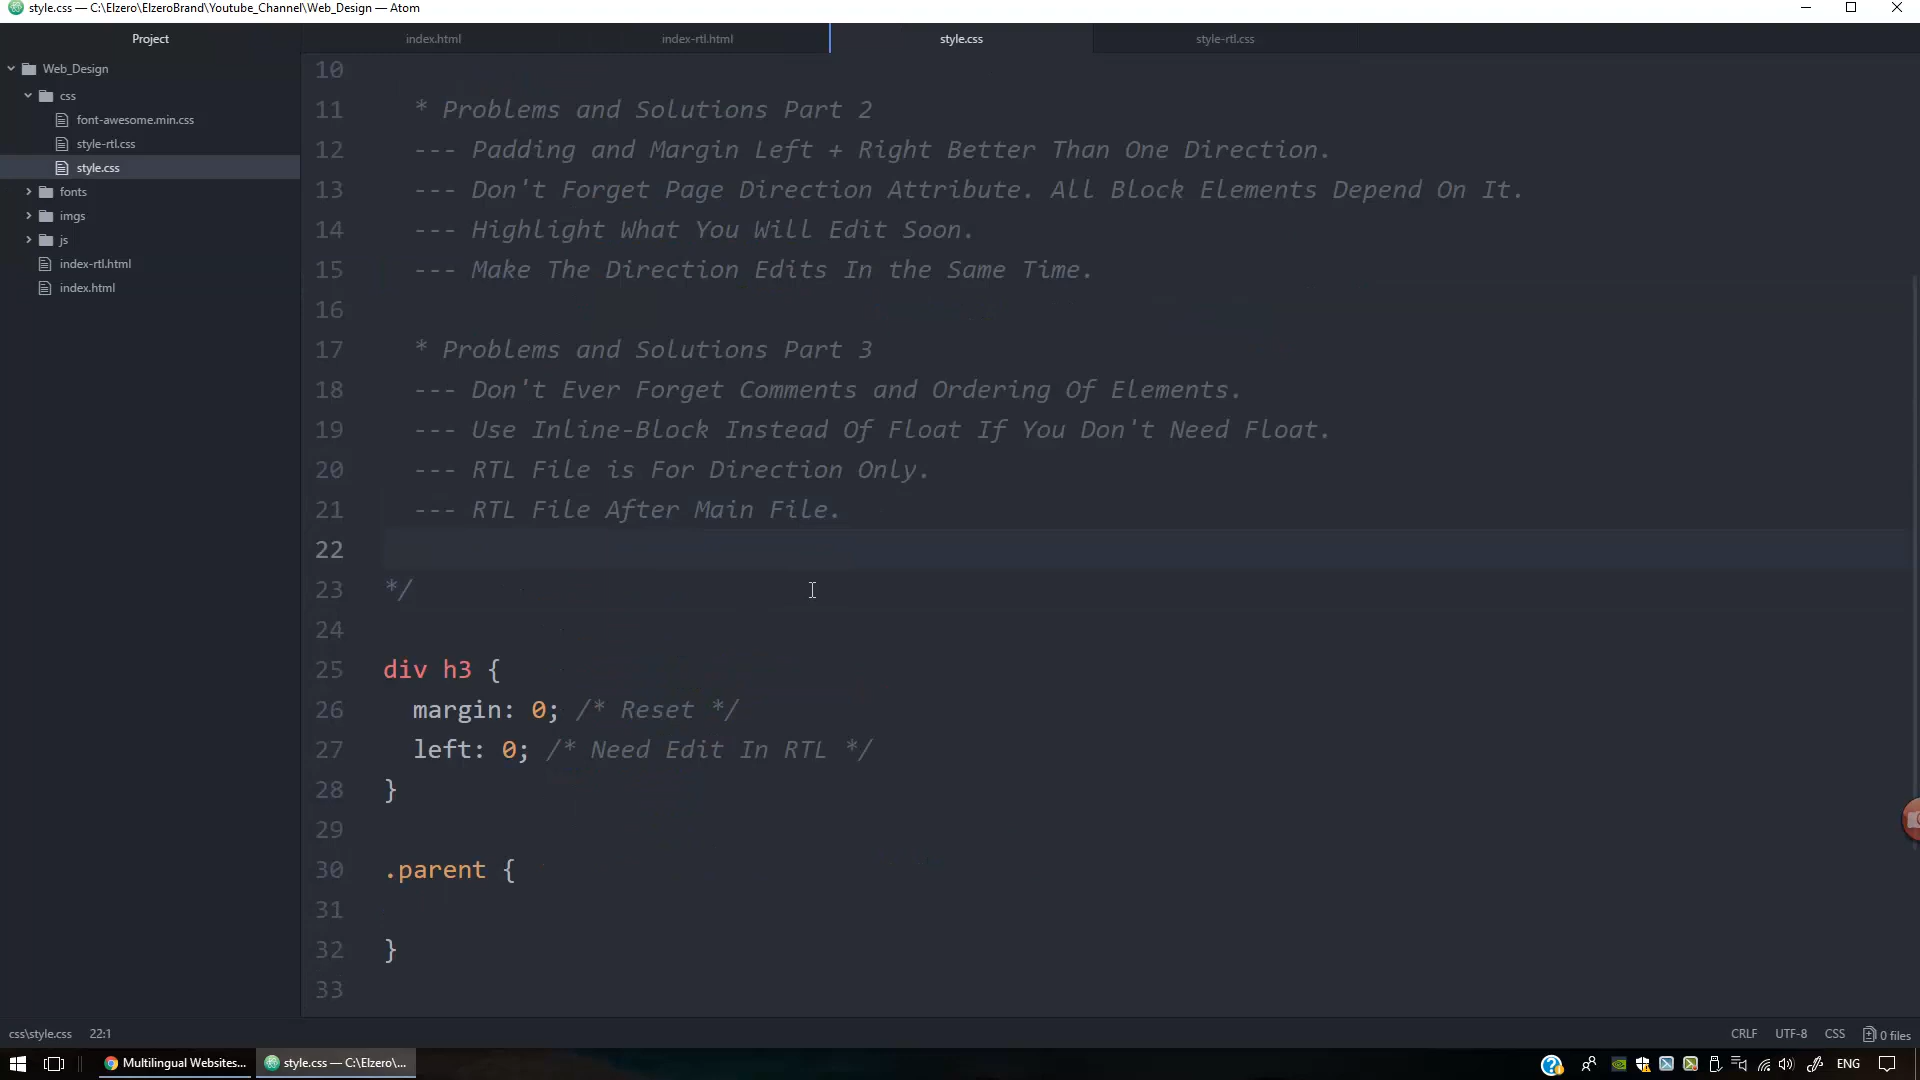 style.css — C:\Elzero\ElzeroBrand\Youtube_Channel\Web_Design — Atom
Project
index.html
index-rtl.html
style.css
style-rtl.css
Web_Design
css
font-awesome.min.css
style-rtl.css
style.css
fonts
imgs
js
index-rtl.html
index.html
10
11 * Problems and Solutions Part 2
12 --- Padding and Margin Left + Right Better Than One Direction.
13 --- Don't Forget Page Direction Attribute. All Block Elements Depend On It.
14 --- Highlight What You Will Edit Soon.
15 --- Make The Direction Edits In the Same Time.
16
17 * Problems and Solutions Part 3
18 --- Don't Ever Forget Comments and Ordering Of Elements.
19 --- Use Inline-Block Instead Of Float If You Don't Need Float.
20 --- RTL File is For Direction Only.
21 --- RTL File After Main File.
22
23 */
24
25 div h3 {
26 margin: 0; /* Reset */
27 left: 0; /* Need Edit In RTL */
28 }
29
30 .parent {
31
32 }
33
css\style.css 22:1
CRLF UTF-8 CSS 0 files
Multilingual Websites...
style.css — C:\Elzero\...
ENG